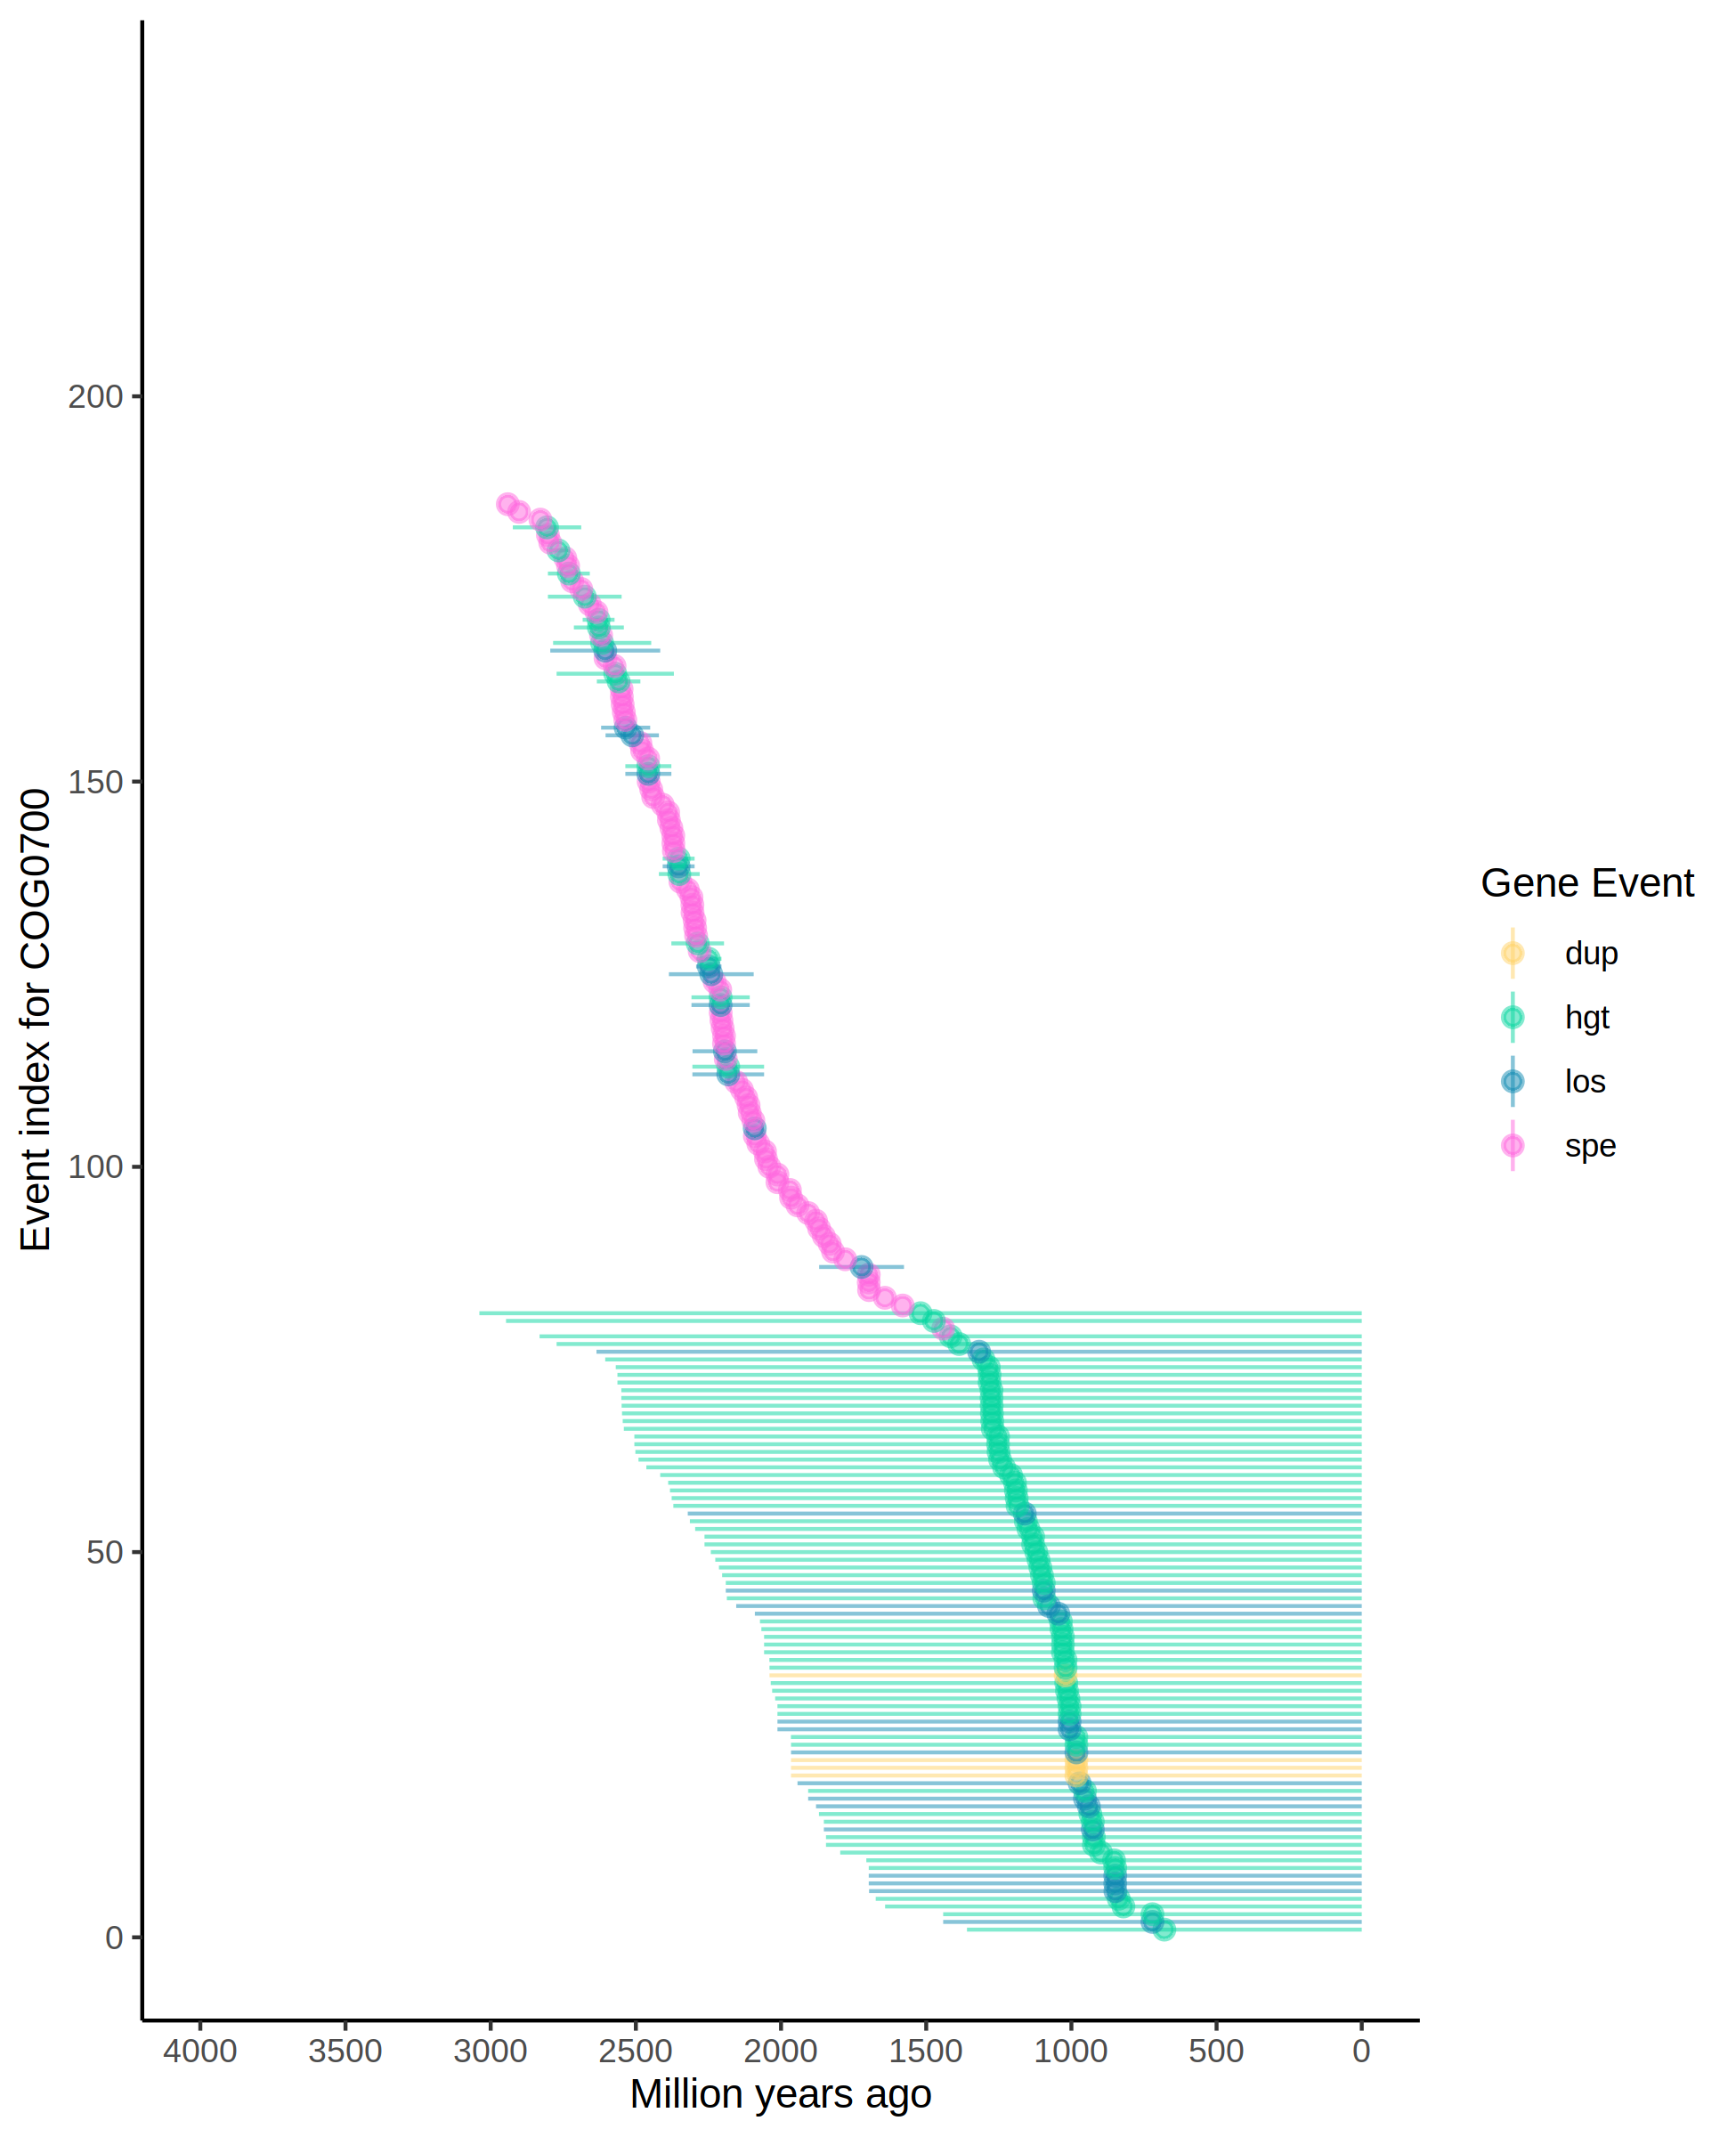 Event index for COG0700
200
150
100
50
0
4000 3500 3000 2500 2000 1500 1000 500 0
Million years ago
Gene Event
dup
hgt
los
spe